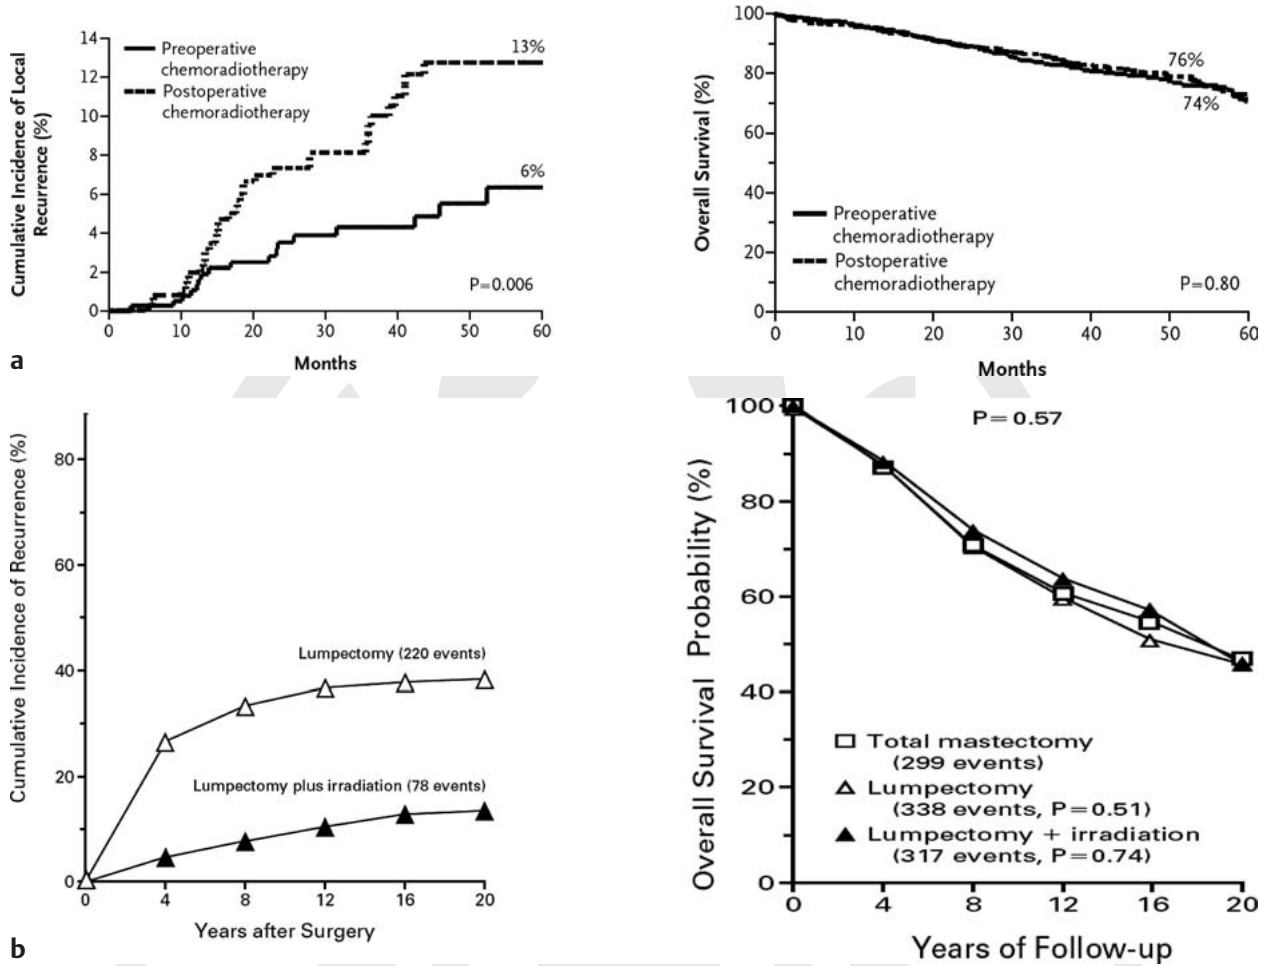 Cumulative Incidence of Local
Recurrence (%)
14
12
10
8
6
4
2
0
Preoperative
chemoradiotherapy
Postoperative
chemoradiotherapy
13%
6%
P=0.006
0 10 20 30 40 50 60
Months
a
Overall Survival (%)
100
80
60
40
20
0
76%
74%
Preoperative
chemoradiotherapy
Postoperative
chemoradiotherapy
P=0.80
0 10 20 30 40 50 60
Months
Cumulative Incidence of Recurrence (%)
80
60
40
20
0
Lumpectomy (220 events)
Lumpectomy plus irradiation (78 events)
0 4 8 12 16 20
Years after Surgery
b
Overall Survival Probability (%)
100
80
60
40
20
0
P=0.57
Total mastectomy
(299 events)
Lumpectomy
(338 events, P=0.51)
Lumpectomy + irradiation
(317 events, P=0.74)
0 4 8 12 16 20
Years of Follow-up